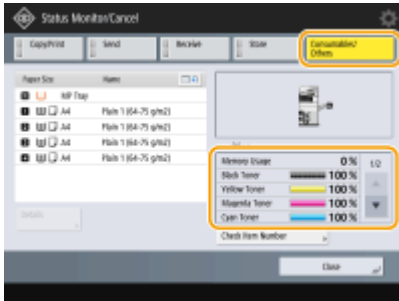 Status Monitor/Cancel
Copy/Print
Send
Receive
Store
Consumables/
Others
Paper Size
Name
MP Tray
A4 Plain 1 (64-75 g/m2)
A4 Plain 1 (64-75 g/m2)
A4 Plain 1 (64-75 g/m2)
A4 Plain 1 (64-75 g/m2)
Details
Memory Usage 0 %
Black Toner 100 %
Yellow Toner 100 %
Magenta Toner 100 %
Cyan Toner 100 %
1/2
Check Item Number
Close